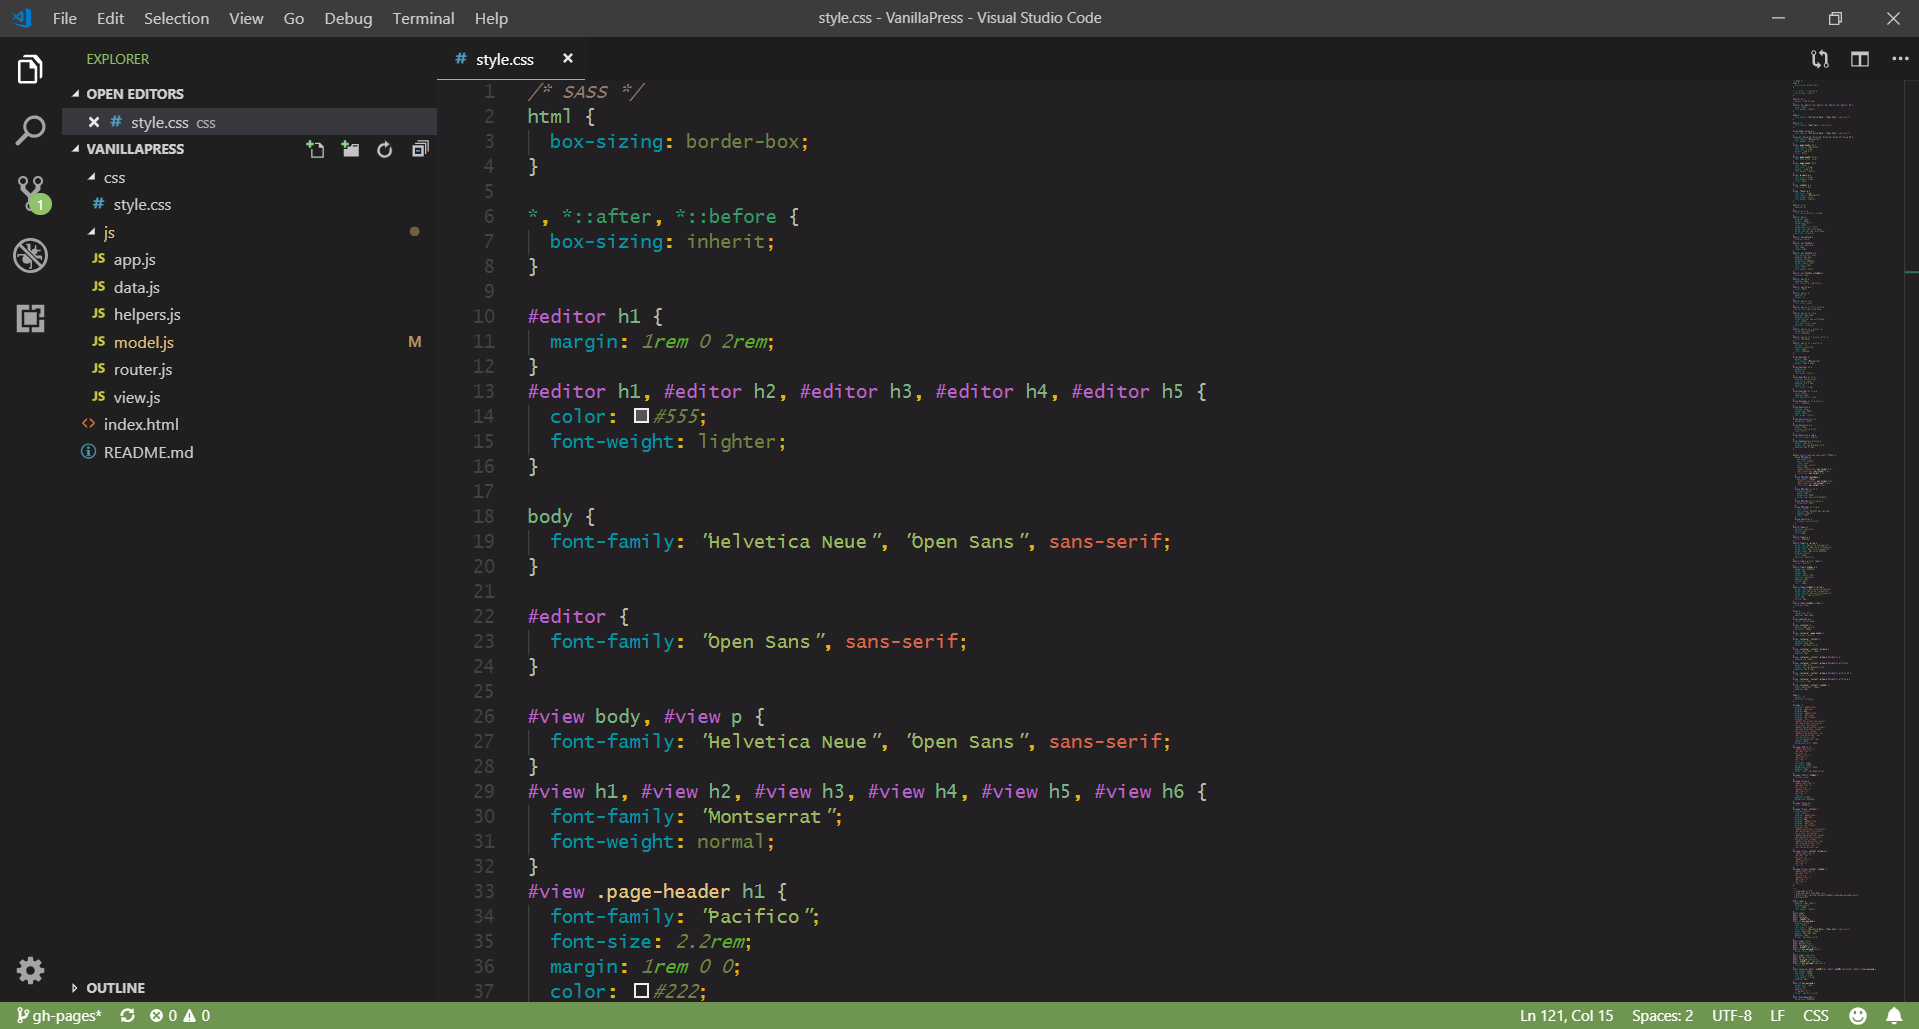 File Edit Selection View Go Debug Terminal Help
style.css - VanillaPress - Visual Studio Code
EXPLORER
OPEN EDITORS
# style.css css
VANILLAPRESS
css
# style.css
js
JS app.js
JS data.js
JS helpers.js
JS model.js M
JS router.js
JS view.js
<> index.html
README.md
OUTLINE
1
# style.css
1 /* SASS */
2 html {
3 box-sizing: border-box;
4 }
5
6 *, *::after, *::before {
7 box-sizing: inherit;
8 }
9
10 #editor h1 {
11 margin: 1rem 0 2rem;
12 }
13 #editor h1, #editor h2, #editor h3, #editor h4, #editor h5 {
14 color: #555;
15 font-weight: lighter;
16 }
17
18 body {
19 font-family: "Helvetica Neue", "Open Sans", sans-serif;
20 }
21
22 #editor {
23 font-family: "Open Sans", sans-serif;
24 }
25
26 #view body, #view p {
27 font-family: "Helvetica Neue", "Open Sans", sans-serif;
28 }
29 #view h1, #view h2, #view h3, #view h4, #view h5, #view h6 {
30 font-family: "Montserrat";
31 font-weight: normal;
32 }
33 #view .page-header h1 {
34 font-family: "Pacifico";
35 font-size: 2.2rem;
36 margin: 1rem 0 0;
37 color: #222;
gh-pages* 0 0
Ln 121, Col 15 Spaces: 2 UTF-8 LF CSS